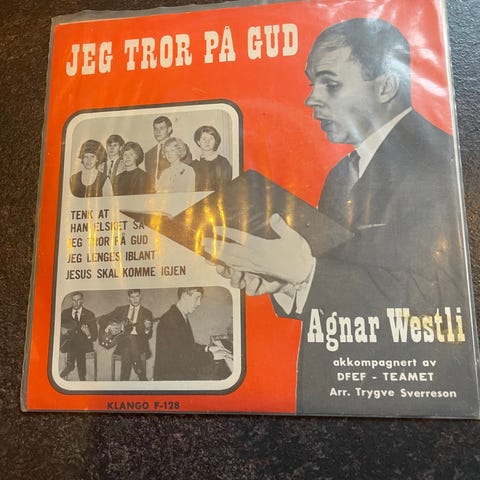 JEG TROR PÅ GUD
TENK AT
HAN ELSKET SÅ
JEG TROR PÅ GUD
JEG LENGES IBLANT
JESUS SKAL KOMME IGJEN
Agnar Westli
akkompagnert av
DFEF - TEAMET
Arr. Trygve Sverreson
KLANGO F-128